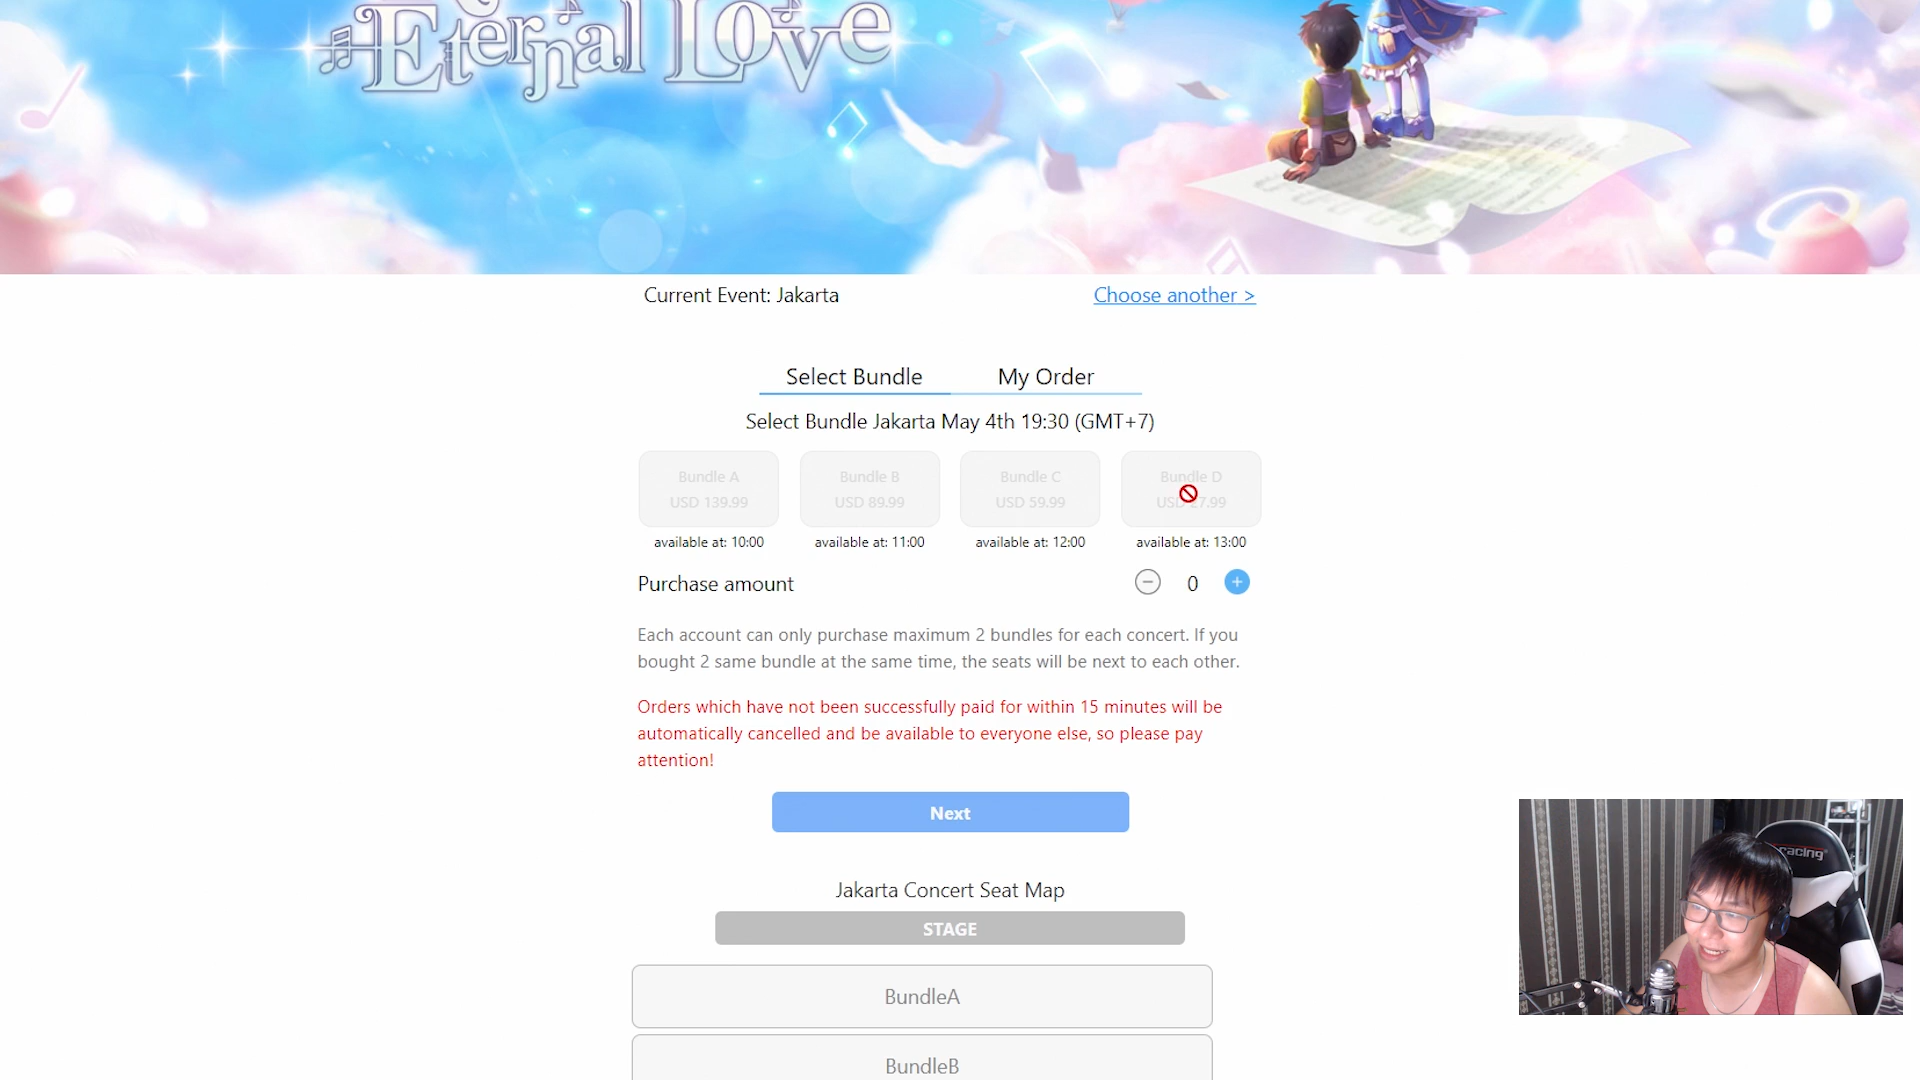 Eternal Love
Current Event: Jakarta
Choose another >
Select Bundle
My Order
Select Bundle Jakarta May 4th 19:30 (GMT+7)
Bundle A
USD 139.99
available at: 10:00
Bundle B
USD 89.99
available at: 11:00
Bundle C
USD 59.99
available at: 12:00
Bundle D
USD
available at: 13:00
Purchase amount
− 0 +
Each account can only purchase maximum 2 bundles for each concert. If you
bought 2 same bundle at the same time, the seats will be next to each other.
Orders which have not been successfully paid for within 15 minutes will be
automatically cancelled and be available to everyone else, so please pay
attention!
Next
Jakarta Concert Seat Map
STAGE
BundleA
BundleB
racing